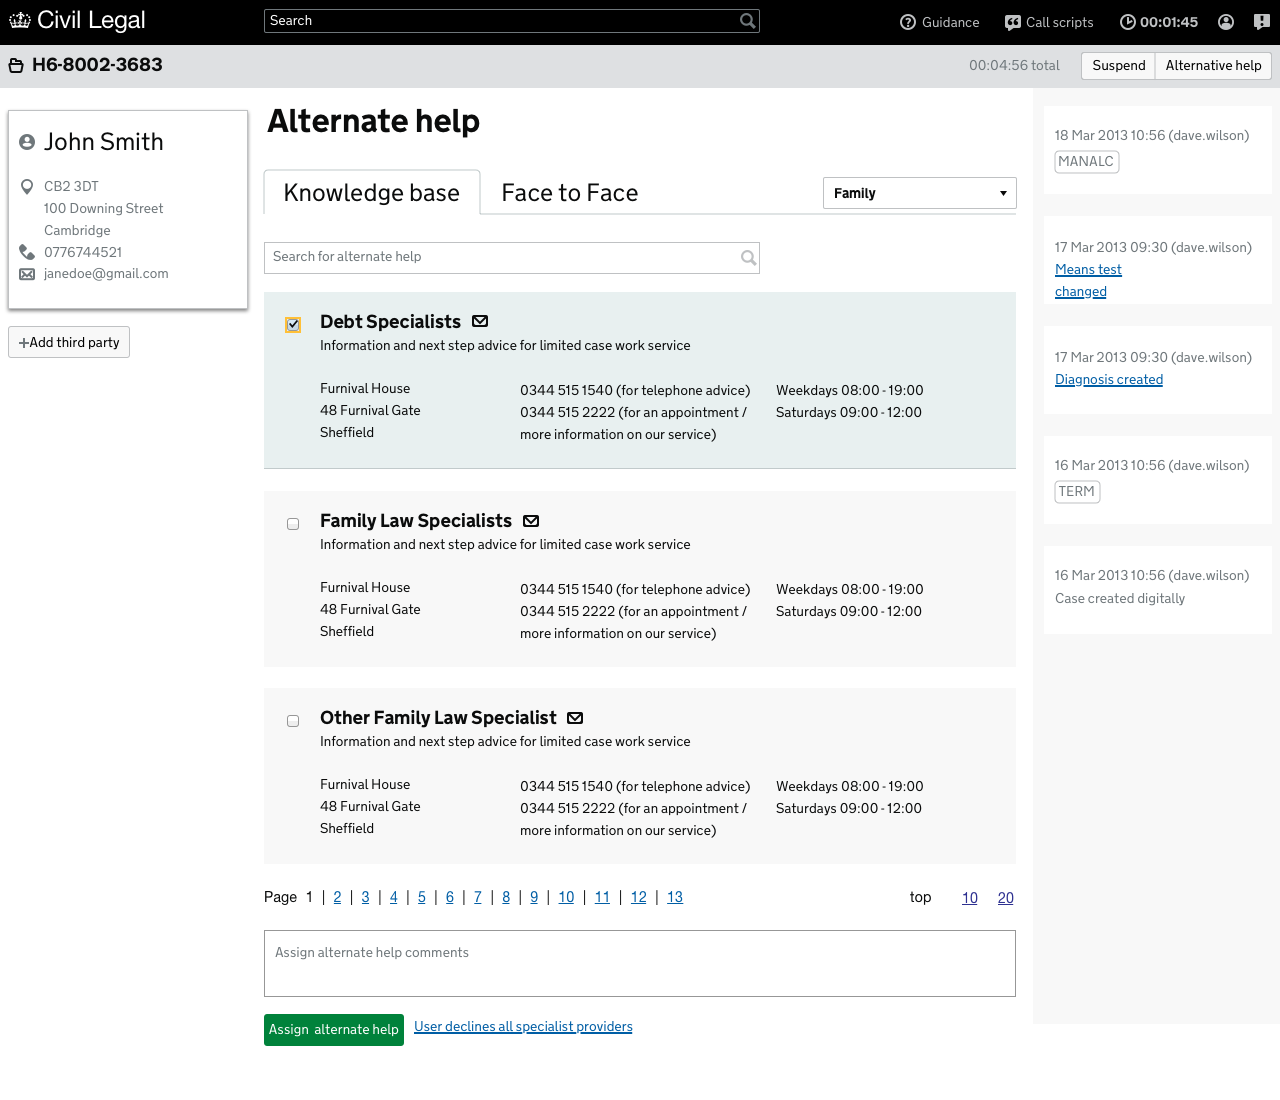 Civil Legal
Search
Guidance
Call scripts
00:01:45
H6-8002-3683
00:04:56 total
Suspend
Alternative help
John Smith
CB2 3DT
100 Downing Street
Cambridge
0776744521
janedoe@gmail.com
+Add third party
Alternate help
Knowledge base
Face to Face
Family
Search for alternate help
Debt Specialists
Information and next step advice for limited case work service
Furnival House
48 Furnival Gate
Sheffield
0344 515 1540 (for telephone advice)
0344 515 2222 (for an appointment /
more information on our service)
Weekdays 08:00 - 19:00
Saturdays 09:00 - 12:00
Family Law Specialists
Information and next step advice for limited case work service
Furnival House
48 Furnival Gate
Sheffield
0344 515 1540 (for telephone advice)
0344 515 2222 (for an appointment /
more information on our service)
Weekdays 08:00 - 19:00
Saturdays 09:00 - 12:00
Other Family Law Specialist
Information and next step advice for limited case work service
Furnival House
48 Furnival Gate
Sheffield
0344 515 1540 (for telephone advice)
0344 515 2222 (for an appointment /
more information on our service)
Weekdays 08:00 - 19:00
Saturdays 09:00 - 12:00
Page 1 | 2 | 3 | 4 | 5 | 6 | 7 | 8 | 9 | 10 | 11 | 12 | 13
top 10 20
Assign alternate help comments
Assign alternate help
User declines all specialist providers
18 Mar 2013 10:56 (dave.wilson)
MANALC
17 Mar 2013 09:30 (dave.wilson)
Means test
changed
17 Mar 2013 09:30 (dave.wilson)
Diagnosis created
16 Mar 2013 10:56 (dave.wilson)
TERM
16 Mar 2013 10:56 (dave.wilson)
Case created digitally